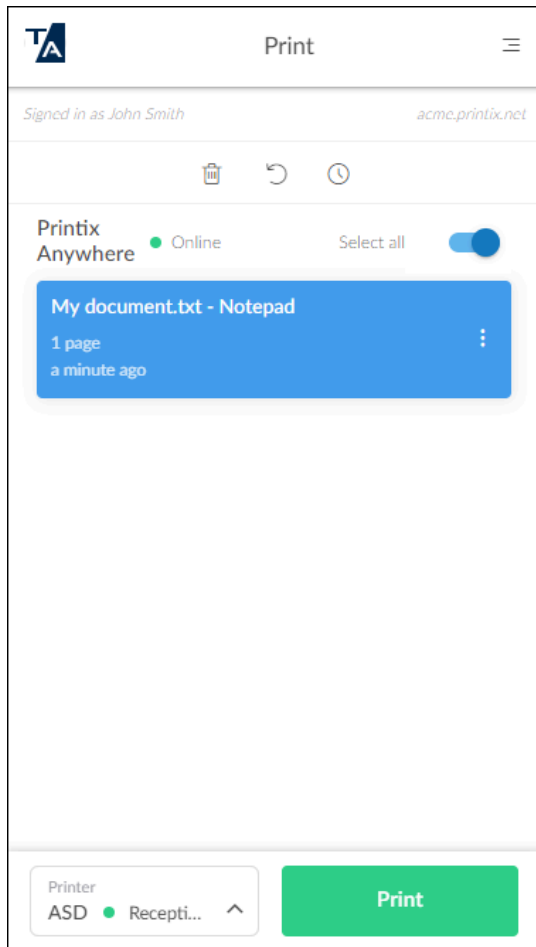 TA
Print
Signed in as John Smith
acme.printix.net
Printix
Anywhere
Online
Select all
My document.txt - Notepad
1 page
a minute ago
Printer
ASD
Recepti...
Print